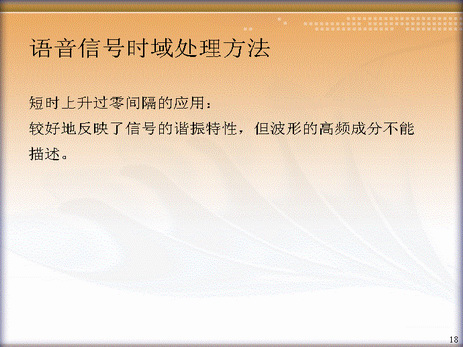 语音信号时域处理方法
短时上升过零间隔的应用：
较好地反映了信号的谐振特性，但波形的高频成分不能
描述。
18